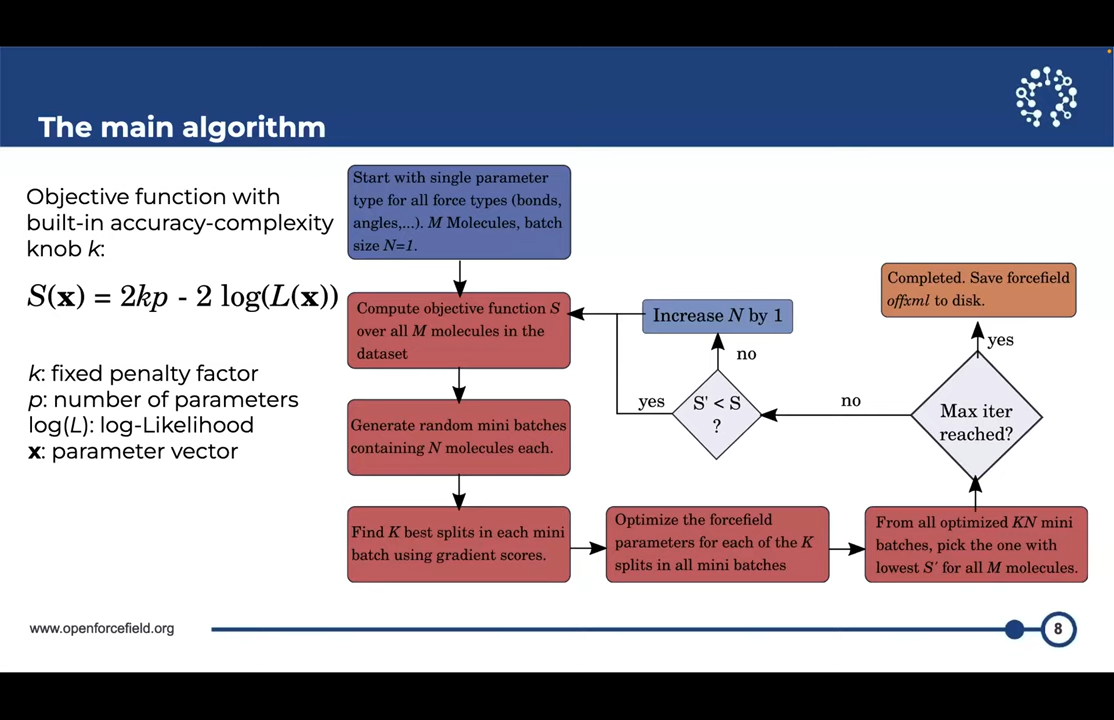 The main algorithm
Objective function with
built-in accuracy-complexity
knob k:
S(x) = 2kp - 2 log(L(x))
k: fixed penalty factor
p: number of parameters
log(L): log-Likelihood
x: parameter vector
Start with single parameter
type for all force types (bonds,
angles,...). M Molecules, batch
size N=1.
Compute objective function S
over all M molecules in the
dataset
Generate random mini batches
containing N molecules each.
Find K best splits in each mini
batch using gradient scores.
Optimize the forcefield
parameters for each of the K
splits in all mini batches
From all optimized KN mini
batches, pick the one with
lowest S' for all M molecules.
Max iter
reached?
yes
Completed. Save forcefield
offxml to disk.
no
S' < S
?
yes
no
Increase N by 1
www.openforcefield.org
8